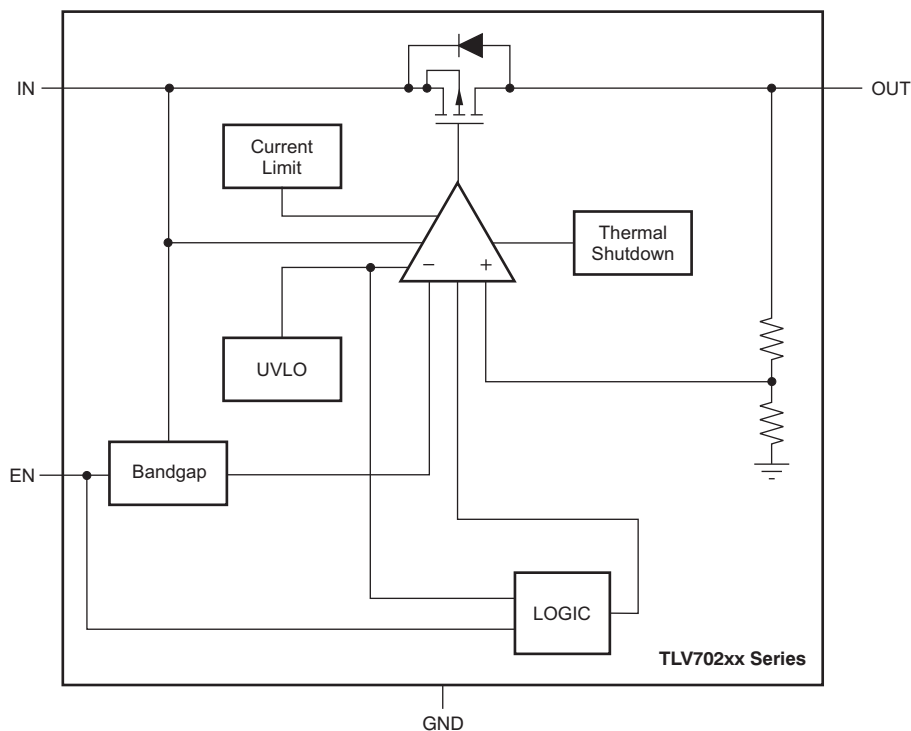 IN
OUT
Current
Limit
Thermal
Shutdown
−
+
UVLO
EN
Bandgap
LOGIC
TLV702xx Series
GND